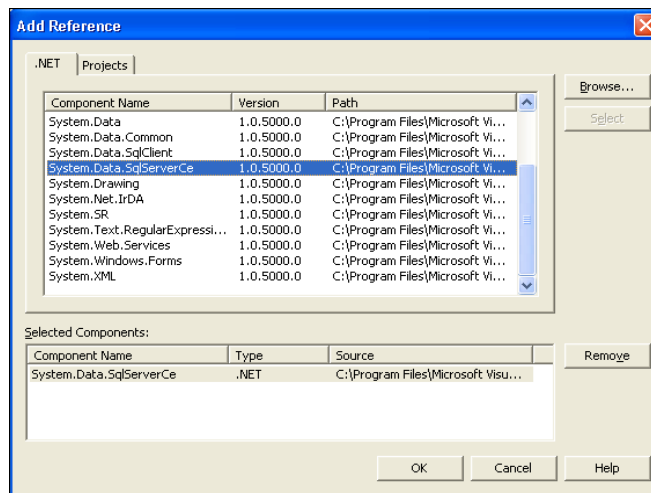 Add Reference
.NET Projects
Browse...
Select
Component Name Version Path
System.Data 1.0.5000.0 C:\Program Files\Microsoft Vi...
System.Data.Common 1.0.5000.0 C:\Program Files\Microsoft Vi...
System.Data.SqlClient 1.0.5000.0 C:\Program Files\Microsoft Vi...
System.Data.SqlServerCe 1.0.5000.0 C:\Program Files\Microsoft Vi...
System.Drawing 1.0.5000.0 C:\Program Files\Microsoft Vi...
System.Net.IrDA 1.0.5000.0 C:\Program Files\Microsoft Vi...
System.SR 1.0.5000.0 C:\Program Files\Microsoft Vi...
System.Text.RegularExpressi... 1.0.5000.0 C:\Program Files\Microsoft Vi...
System.Web.Services 1.0.5000.0 C:\Program Files\Microsoft Vi...
System.Windows.Forms 1.0.5000.0 C:\Program Files\Microsoft Vi...
System.XML 1.0.5000.0 C:\Program Files\Microsoft Vi...
Selected Components:
Component Name Type Source
System.Data.SqlServerCe .NET C:\Program Files\Microsoft Visu...
Remove
OK Cancel Help